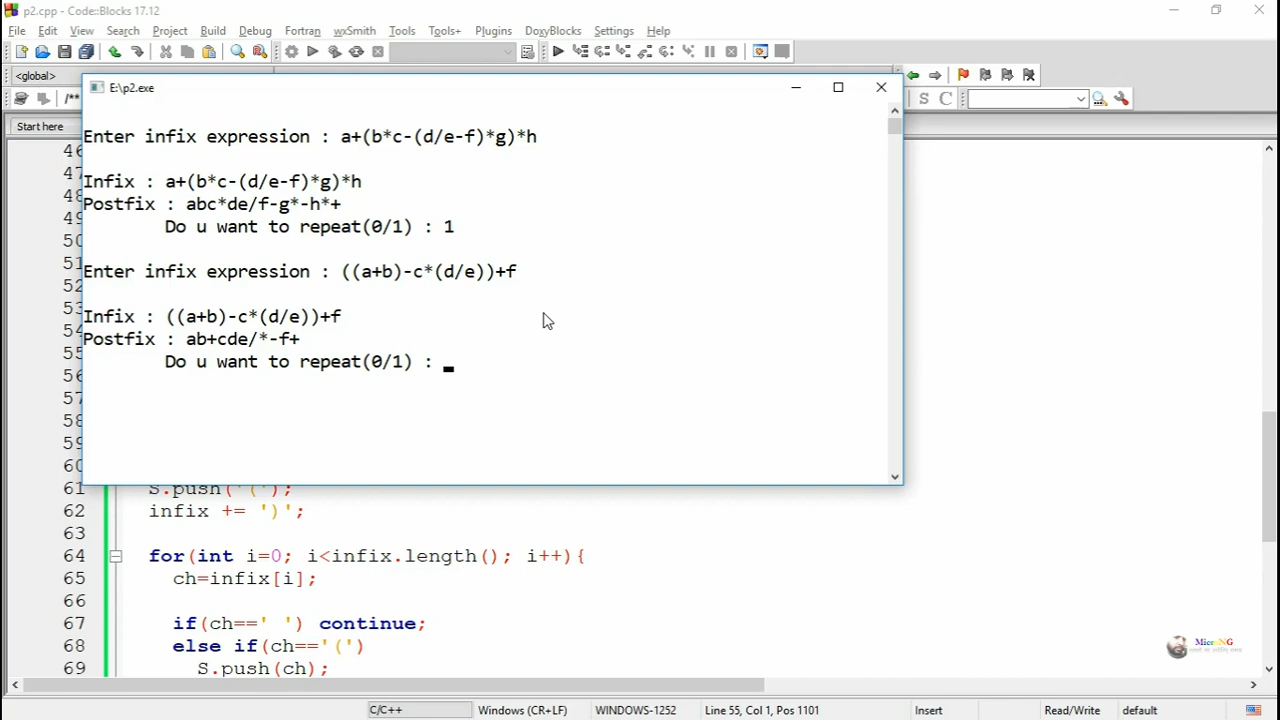 p2.cpp - Code::Blocks 17.12
File Edit View Search Project Build Debug Fortran wxSmith Tools Tools+ Plugins DoxyBlocks Settings Help
<global>
/** S C
Start here
E:\p2.exe
Enter infix expression : a+(b*c-(d/e-f)*g)*h
Infix : a+(b*c-(d/e-f)*g)*h
Postfix : abc*de/f-g*-h*+
Do u want to repeat(0/1) : 1
Enter infix expression : ((a+b)-c*(d/e))+f
Infix : ((a+b)-c*(d/e))+f
Postfix : ab+cde/*-f+
Do u want to repeat(0/1) : _
46
47
48
49
50
51
52
53
54
55
56
57
58
59
60
61 S.push('(');
62 infix += ')';
63
64 for(int i=0; i<infix.length(); i++){
65 ch=infix[i];
66
67 if(ch==' ') continue;
68 else if(ch=='(')
69 S.push(ch);
C/C++ Windows (CR+LF) WINDOWS-1252 Line 55, Col 1, Pos 1101 Insert Read/Write default